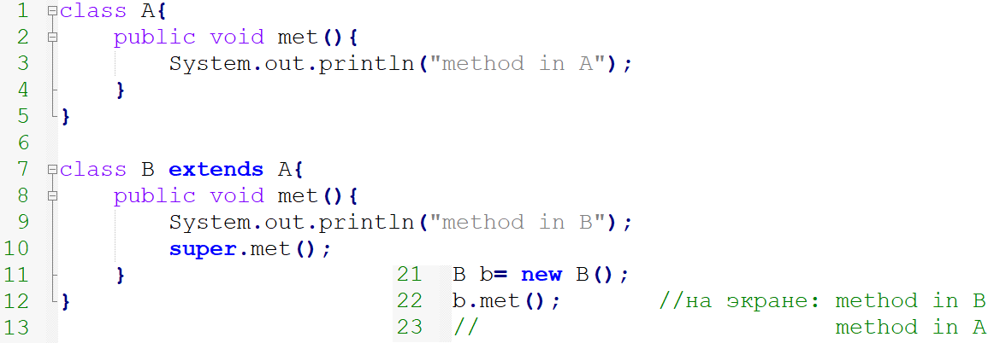 1 class A{
2 public void met(){
3 System.out.println("method in A");
4 }
5 }
6
7 class B extends A{
8 public void met(){
9 System.out.println("method in B");
10 super.met();
11 }
12 }
13
21 B b= new B();
22 b.met(); //на экране: method in B
23 // method in A